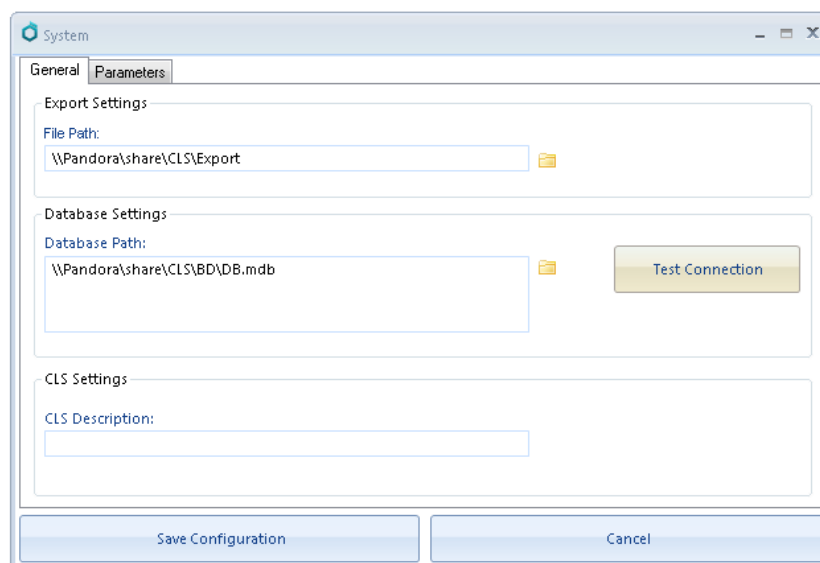 System
General
Parameters
Export Settings
File Path:
\\Pandora\share\CLS\Export
Database Settings
Database Path:
\\Pandora\share\CLS\BD\DB.mdb
Test Connection
CLS Settings
CLS Description:
Save Configuration
Cancel